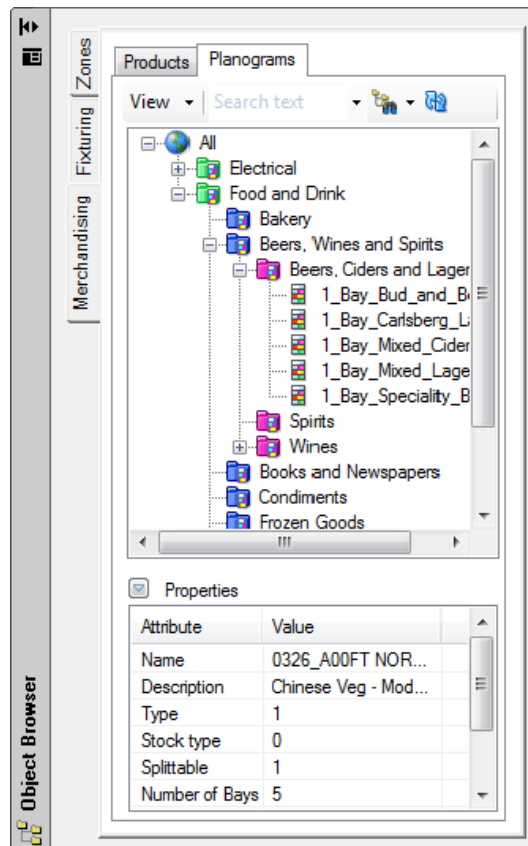 Object Browser
Zones
Fixturing
Merchandising
Products
Planograms
View
Search text
All
Electrical
Food and Drink
Bakery
Beers, Wines and Spirits
Beers, Ciders and Lager
1_Bay_Bud_and_B
1_Bay_Carlsberg_L
1_Bay_Mixed_Cider
1_Bay_Mixed_Lage
1_Bay_Speciality_B
Spirits
Wines
Books and Newspapers
Condiments
Frozen Goods
Properties
Attribute Value
Name 0326_A00FT NOR...
Description Chinese Veg - Mod...
Type 1
Stock type 0
Splittable 1
Number of Bays 5